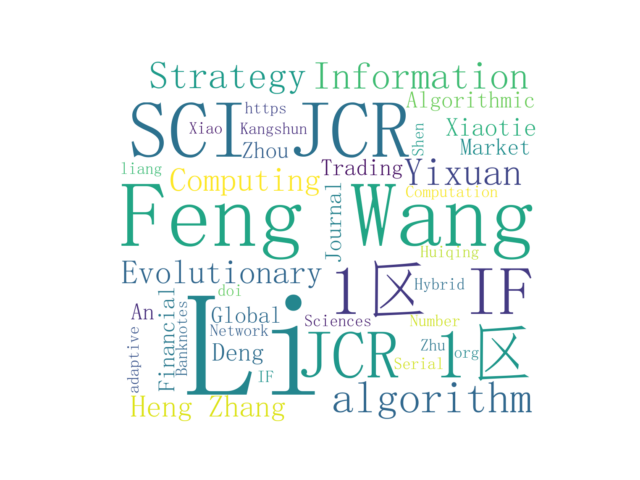 Strategy Information
SCI JCR Algorithmic
https
Xiao Kangshun Shen Xiaotie
Zhou Market
liang Trading Yixuan
Computing Computation
Feng Wang
Journal
Huiqing
Evolutionary 1区 IF
Hybrid
doi
An Li Global
Financial Banknotes Network Sciences Number
adaptive Deng JCR Zhu org 1区
IF Serial
Heng Zhang algorithm